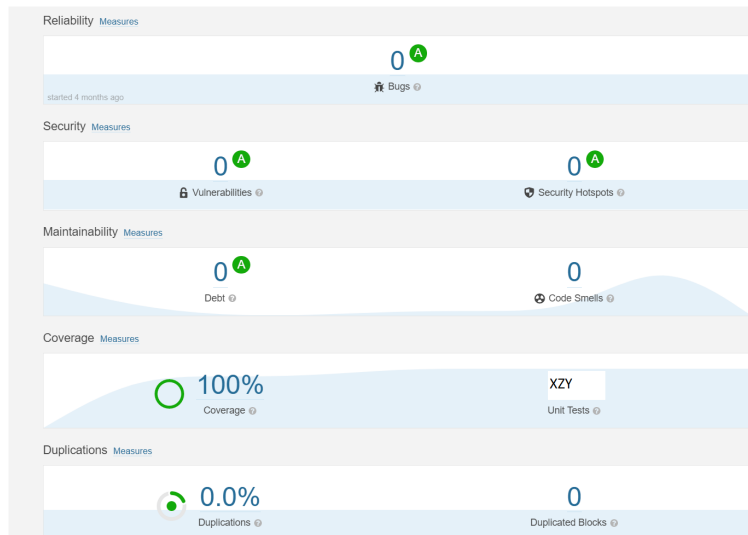 Reliability Measures
0 A
Bugs ?
started 4 months ago
Security Measures
0 A 0 A
Vulnerabilities ? Security Hotspots ?
Maintainability Measures
0 A 0
Debt ? Code Smells ?
Coverage Measures
100% XZY
Coverage ? Unit Tests ?
Duplications Measures
0.0% 0
Duplications ? Duplicated Blocks ?